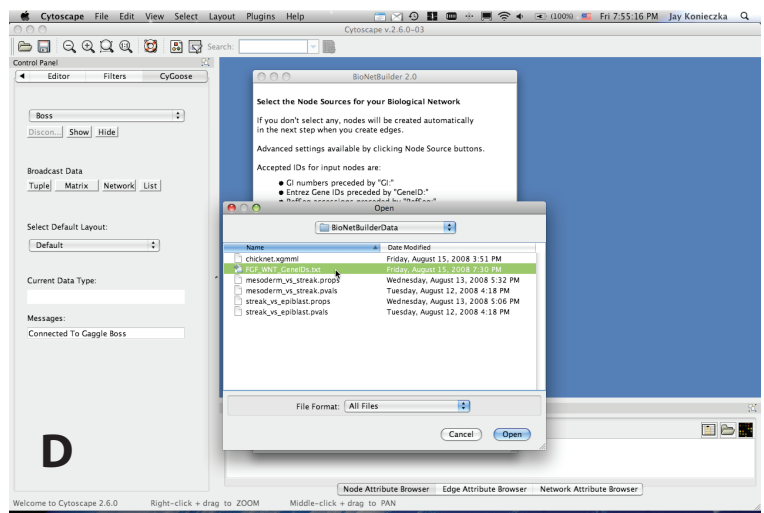 Cytoscape File Edit View Select Layout Plugins Help (100%) Fri 7:55:16 PM Jay Konieczka
Cytoscape v.2.6.0-03
Search:
Control Panel
Editor Filters CyGoose
BioNetBuilder 2.0
Select the Node Sources for your Biological Network
Boss
If you don't select any, nodes will be created automatically
in the next step when you create edges.
Discon... Show Hide
Advanced settings available by clicking Node Source buttons.
Accepted IDs for input nodes are:
Broadcast Data
Tuple Matrix Network List
● GI numbers preceded by "GI:"
● Entrez Gene IDs preceded by "GeneID:"
● RefSeq accessions preceded by "RefSeq:"
Open
BioNetBuilderData
Select Default Layout:
Default
Name Date Modified
chicknet.xgmml Friday, August 15, 2008 3:51 PM
FGF_WNT_GeneIDs.txt Friday, August 15, 2008 7:30 PM
mesoderm_vs_streak.props Wednesday, August 13, 2008 5:32 PM
mesoderm_vs_streak.pvals Tuesday, August 12, 2008 4:18 PM
streak_vs_epiblast.props Wednesday, August 13, 2008 5:06 PM
streak_vs_epiblast.pvals Tuesday, August 12, 2008 4:18 PM
Current Data Type:
Messages:
Connected To Gaggle Boss
File Format: All Files
Cancel Open
D
Node Attribute Browser Edge Attribute Browser Network Attribute Browser
Welcome to Cytoscape 2.6.0 Right-click + drag to ZOOM Middle-click + drag to PAN